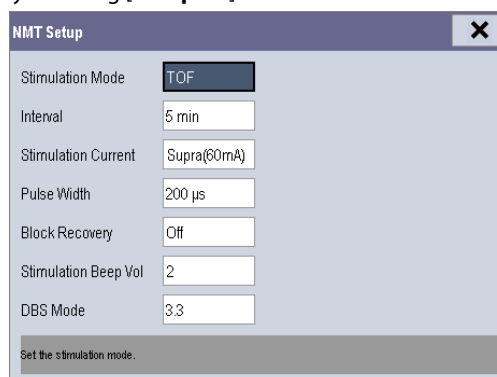 NMT Setup
Stimulation Mode TOF
Interval 5 min
Stimulation Current Supra(60mA)
Pulse Width 200 µs
Block Recovery Off
Stimulation Beep Vol 2
DBS Mode 3.3
Set the stimulation mode.